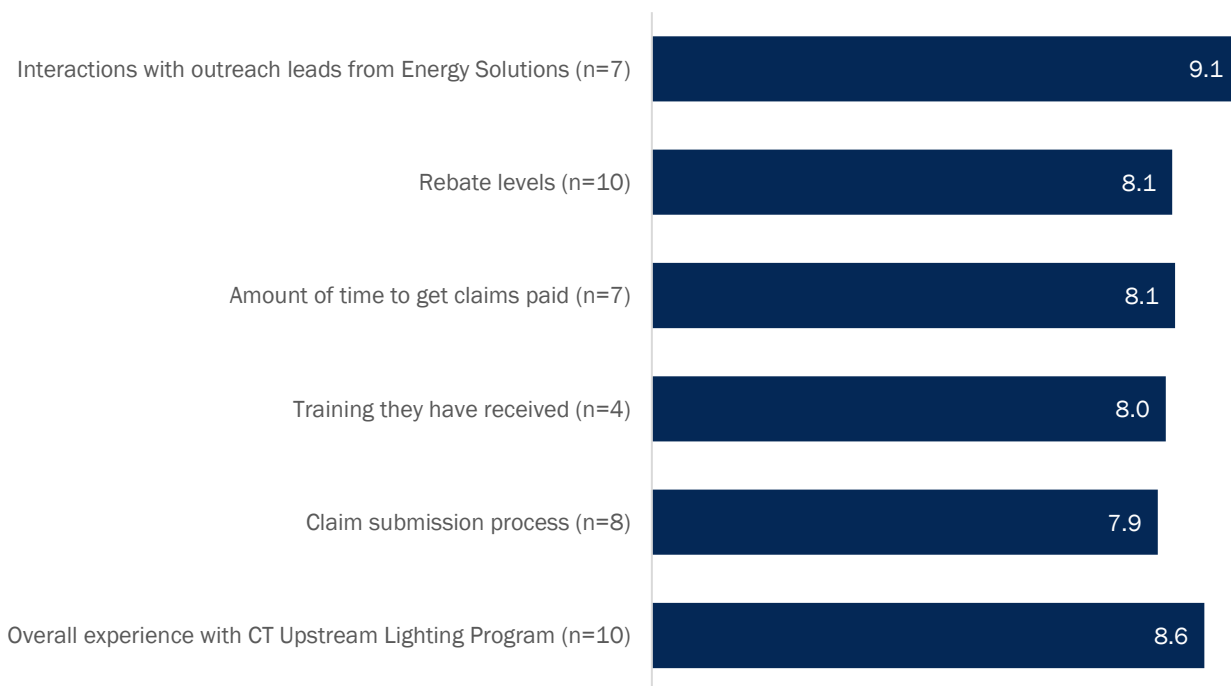 Interactions with outreach leads from Energy Solutions (n=7) 9.1
Rebate levels (n=10) 8.1
Amount of time to get claims paid (n=7) 8.1
Training they have received (n=4) 8.0
Claim submission process (n=8) 7.9
Overall experience with CT Upstream Lighting Program (n=10) 8.6